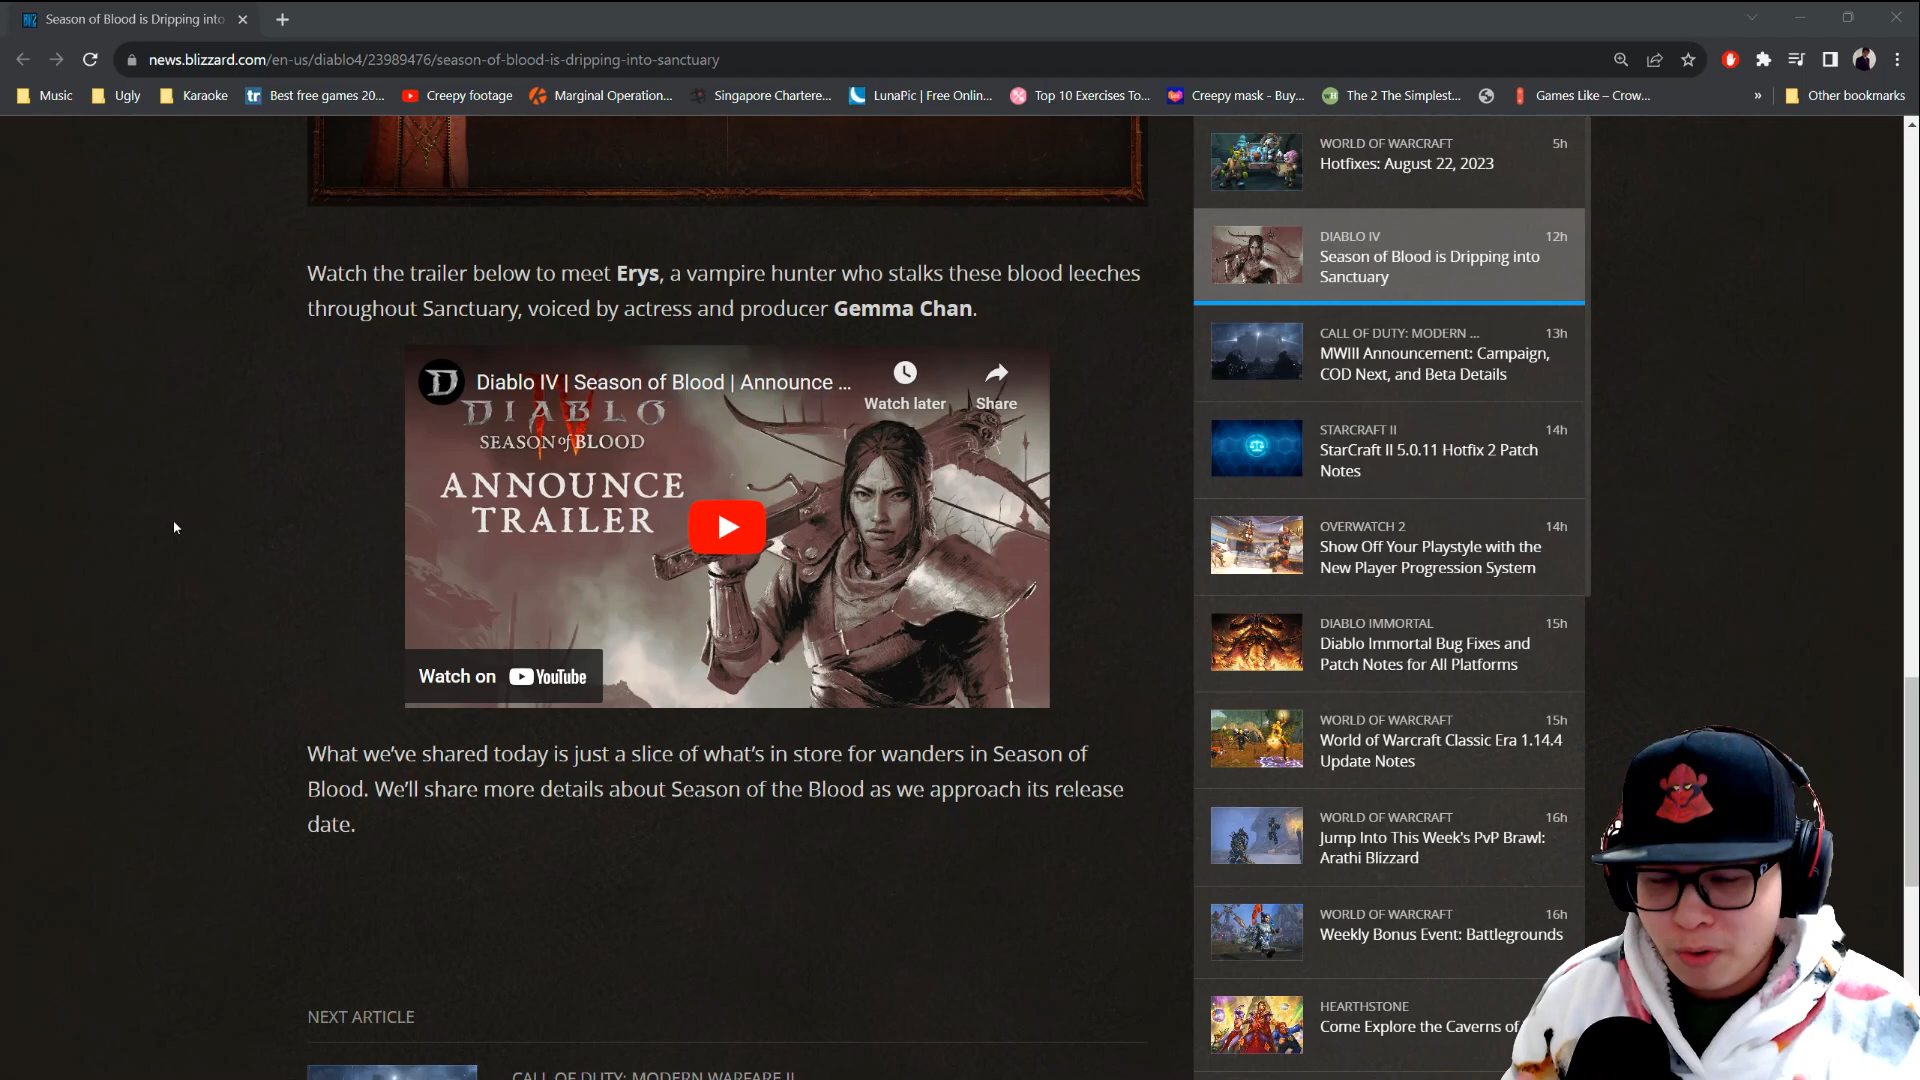 Season of Blood is Dripping into
news.blizzard.com/en-us/diablo4/23989476/season-of-blood-is-dripping-into-sanctuary
Music
Ugly
Karaoke
tr
Best free games 20...
Creepy footage
Marginal Operation...
Singapore Chartere...
LunaPic | Free Onlin...
Top 10 Exercises To...
Creepy mask - Buy...
The 2 The Simplest...
Games Like – Crow...
»
Other bookmarks
Watch the trailer below to meet Erys, a vampire hunter who stalks these blood leeches
throughout Sanctuary, voiced by actress and producer Gemma Chan.
Diablo IV | Season of Blood | Announce ...
Watch later
Share
DIABLO IV
SEASON of BLOOD
ANNOUNCE
TRAILER
Watch on YouTube
What we've shared today is just a slice of what's in store for wanders in Season of
Blood. We'll share more details about Season of the Blood as we approach its release
date.
NEXT ARTICLE
CALL OF DUTY: MODERN WARFARE II
WORLD OF WARCRAFT 5h
Hotfixes: August 22, 2023
DIABLO IV 12h
Season of Blood is Dripping into
Sanctuary
CALL OF DUTY: MODERN ... 13h
MWIII Announcement: Campaign,
COD Next, and Beta Details
STARCRAFT II 14h
StarCraft II 5.0.11 Hotfix 2 Patch
Notes
OVERWATCH 2 14h
Show Off Your Playstyle with the
New Player Progression System
DIABLO IMMORTAL 15h
Diablo Immortal Bug Fixes and
Patch Notes for All Platforms
WORLD OF WARCRAFT 15h
World of Warcraft Classic Era 1.14.4
Update Notes
WORLD OF WARCRAFT 16h
Jump Into This Week's PvP Brawl:
Arathi Blizzard
WORLD OF WARCRAFT 16h
Weekly Bonus Event: Battlegrounds
HEARTHSTONE
Come Explore the Caverns of